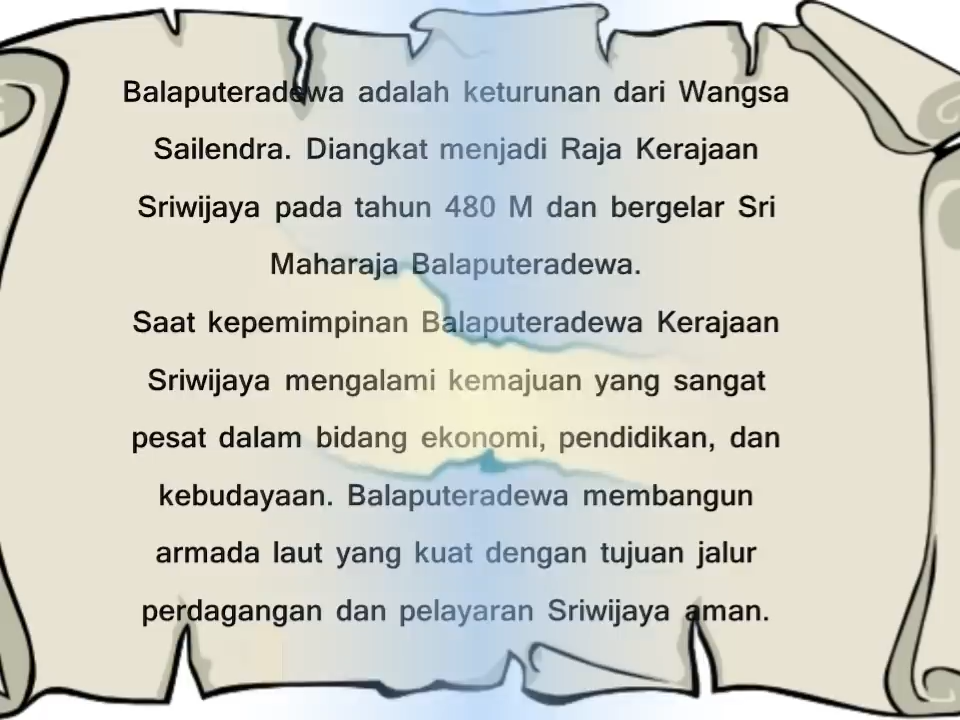 Balaputeradewa adalah keturunan dari Wangsa
Sailendra. Diangkat menjadi Raja Kerajaan
Sriwijaya pada tahun 480 M dan bergelar Sri
Maharaja Balaputeradewa.
Saat kepemimpinan Balaputeradewa Kerajaan
Sriwijaya mengalami kemajuan yang sangat
pesat dalam bidang ekonomi, pendidikan, dan
kebudayaan. Balaputeradewa membangun
armada laut yang kuat dengan tujuan jalur
perdagangan dan pelayaran Sriwijaya aman.